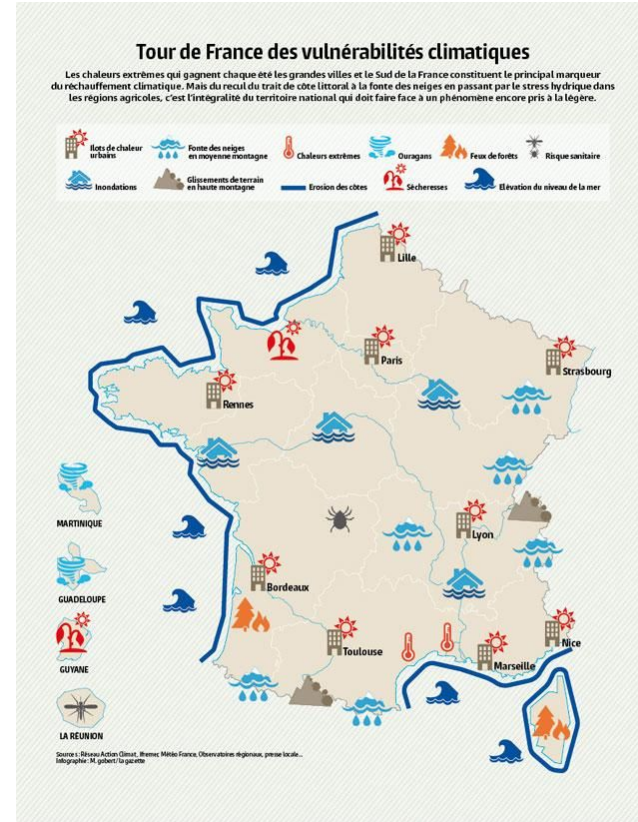 Tour de France des vulnérabilités climatiques
Les chaleurs extrêmes qui gagnent chaque été les grandes villes et le Sud de la France constituent le principal marqueur
du réchauffement climatique. Mais du recul du trait de côte littoral à la fonte des neiges en passant par le stress hydrique dans
les régions agricoles, c'est l'intégralité du territoire national qui doit faire face à un phénomène encore pris à la légère.
Ilots de chaleur
urbains
Fonte des neiges
en moyenne montagne
Chaleurs extrêmes
Ouragans
Feux de forêts
Risque sanitaire
Inondations
Glissements de terrain
en haute montagne
Erosion des côtes
Sécheresses
Elévation du niveau de la mer
Lille
Paris
Strasbourg
Rennes
Lyon
Bordeaux
Toulouse
Marseille
Nice
MARTINIQUE
GUADELOUPE
GUYANE
LA RÉUNION
Sources : Réseau Action Climat, Ifremer, Météo France, Observatoires régionaux, presse locale...
Infographie : M. gobert/la gazette